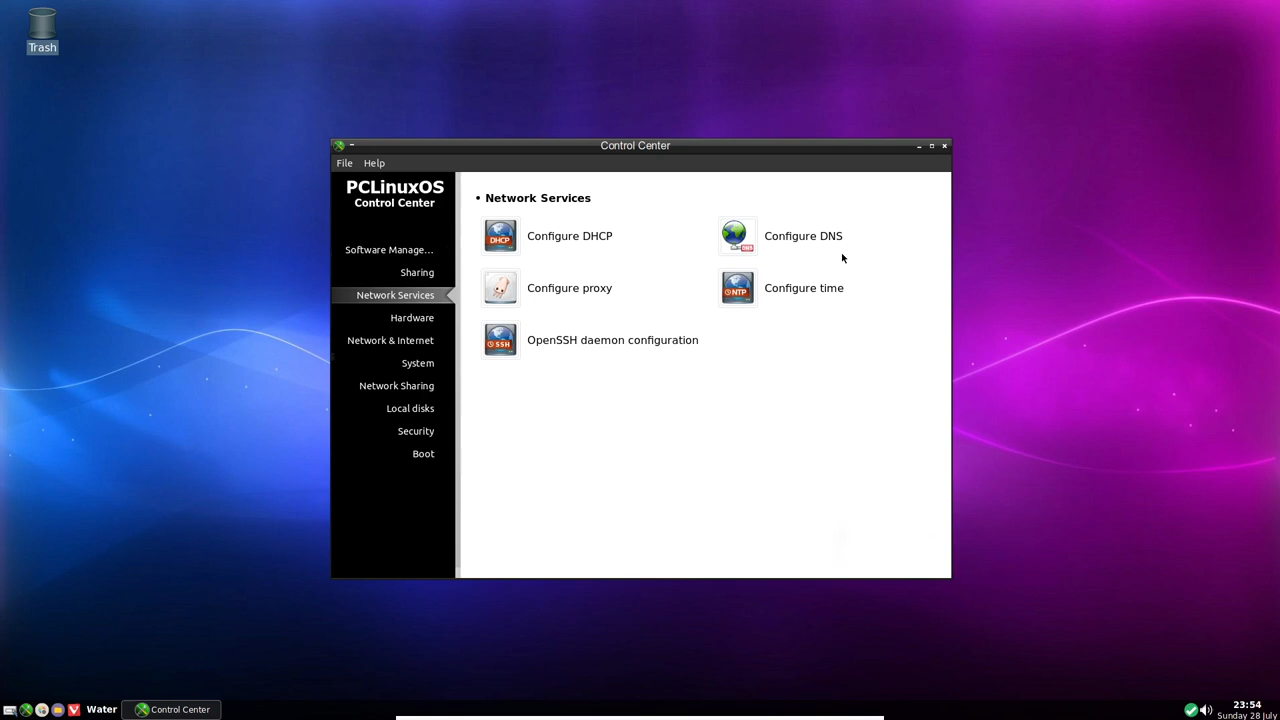 Trash
Control Center
File Help
PCLinuxOS
Control Center
Software Manage...
Sharing
Network Services
Hardware
Network & Internet
System
Network Sharing
Local disks
Security
Boot
• Network Services
DHCP Configure DHCP
DNS Configure DNS
Configure proxy
NTP Configure time
SSH OpenSSH daemon configuration
Water
Control Center
23:54
Sunday 28 July